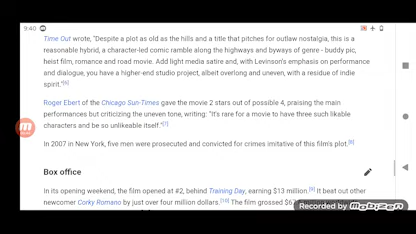 9:40
Time Out wrote, "Despite a plot as old as the hills and a title that pitches for outlaw nostalgia, this is a
reasonable hybrid, a character-led comic ramble along the highways and byways of genre - buddy pic,
heist film, romance and road movie. Add light media satire and, with Levinson's emphasis on performance
and dialogue, you have a higher-end studio project, albeit overlong and uneven, with a residue of indie
spirit."[6]
Roger Ebert of the Chicago Sun-Times gave the movie 2 stars out of possible 4, praising the main
performances but criticizing the uneven tone, writing: "It's rare for a movie to have three such likable
characters and be so unlikeable itself."[7]
In 2007 in New York, five men were prosecuted and convicted for crimes imitative of this film's plot.[8]
Box office
In its opening weekend, the film opened at #2, behind Training Day, earning $13 million.[9] It beat out other
newcomer Corky Romano by just over four million dollars.[10] The film grossed $67
Recorded by Mobizen